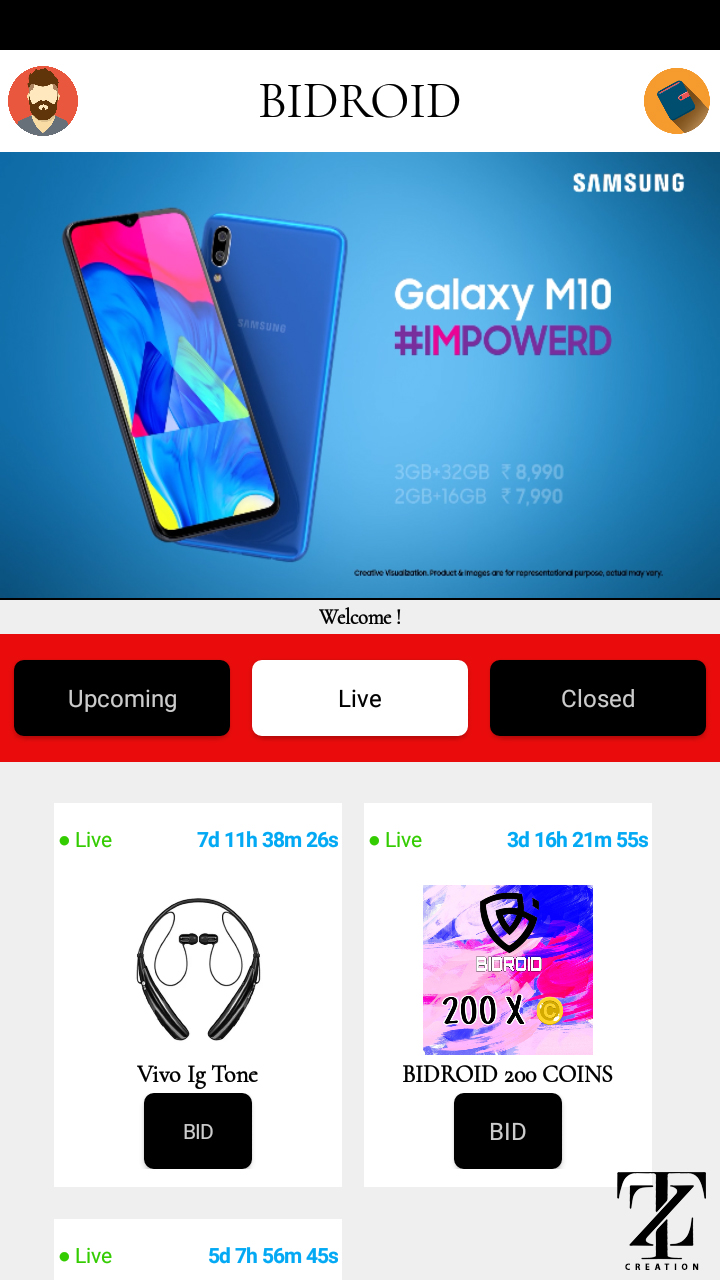 BIDROID
SAMSUNG
Galaxy M10
#IMPOWERD
SAMSUNG
3GB+32GB ₹ 8,990
2GB+16GB ₹ 7,990
Creative Visualization. Product & Images are for representational purpose, actual may vary.
Welcome !
Upcoming
Live
Closed
● Live 7d 11h 38m 26s
● Live 3d 16h 21m 55s
BIDROID
200 X C
Vivo Ig Tone
BIDROID 200 COINS
BID
BID
TZ
CREATION
● Live 5d 7h 56m 45s